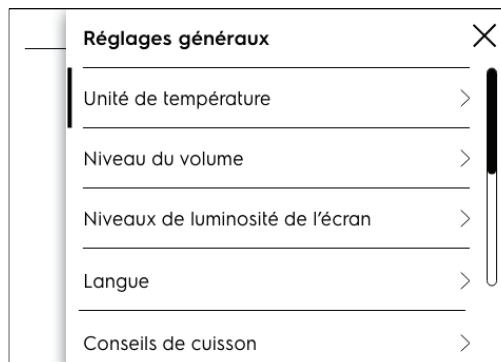 Réglages généraux
Unité de température
Niveau du volume
Niveaux de luminosité de l'écran
Langue
Conseils de cuisson